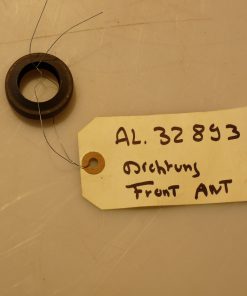 AL. 32893
Dichtung
Front ANT